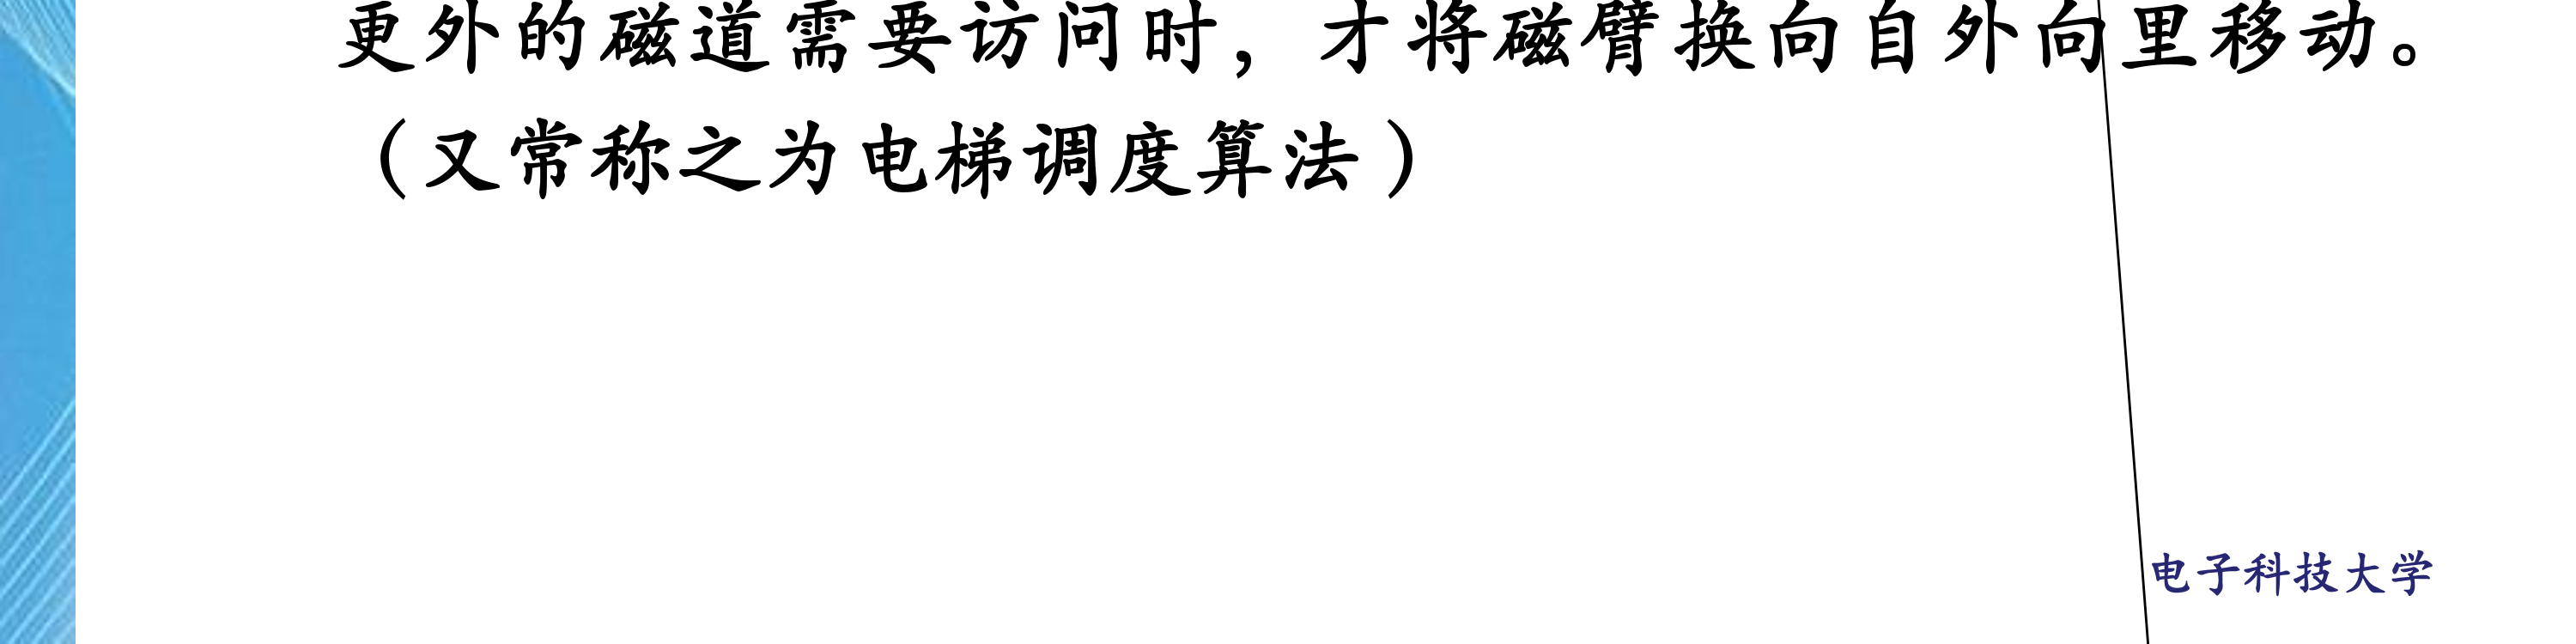 更外的磁道需要访问时，才将磁臂换向自外向里移动。
（又常称之为电梯调度算法）
电子科技大学